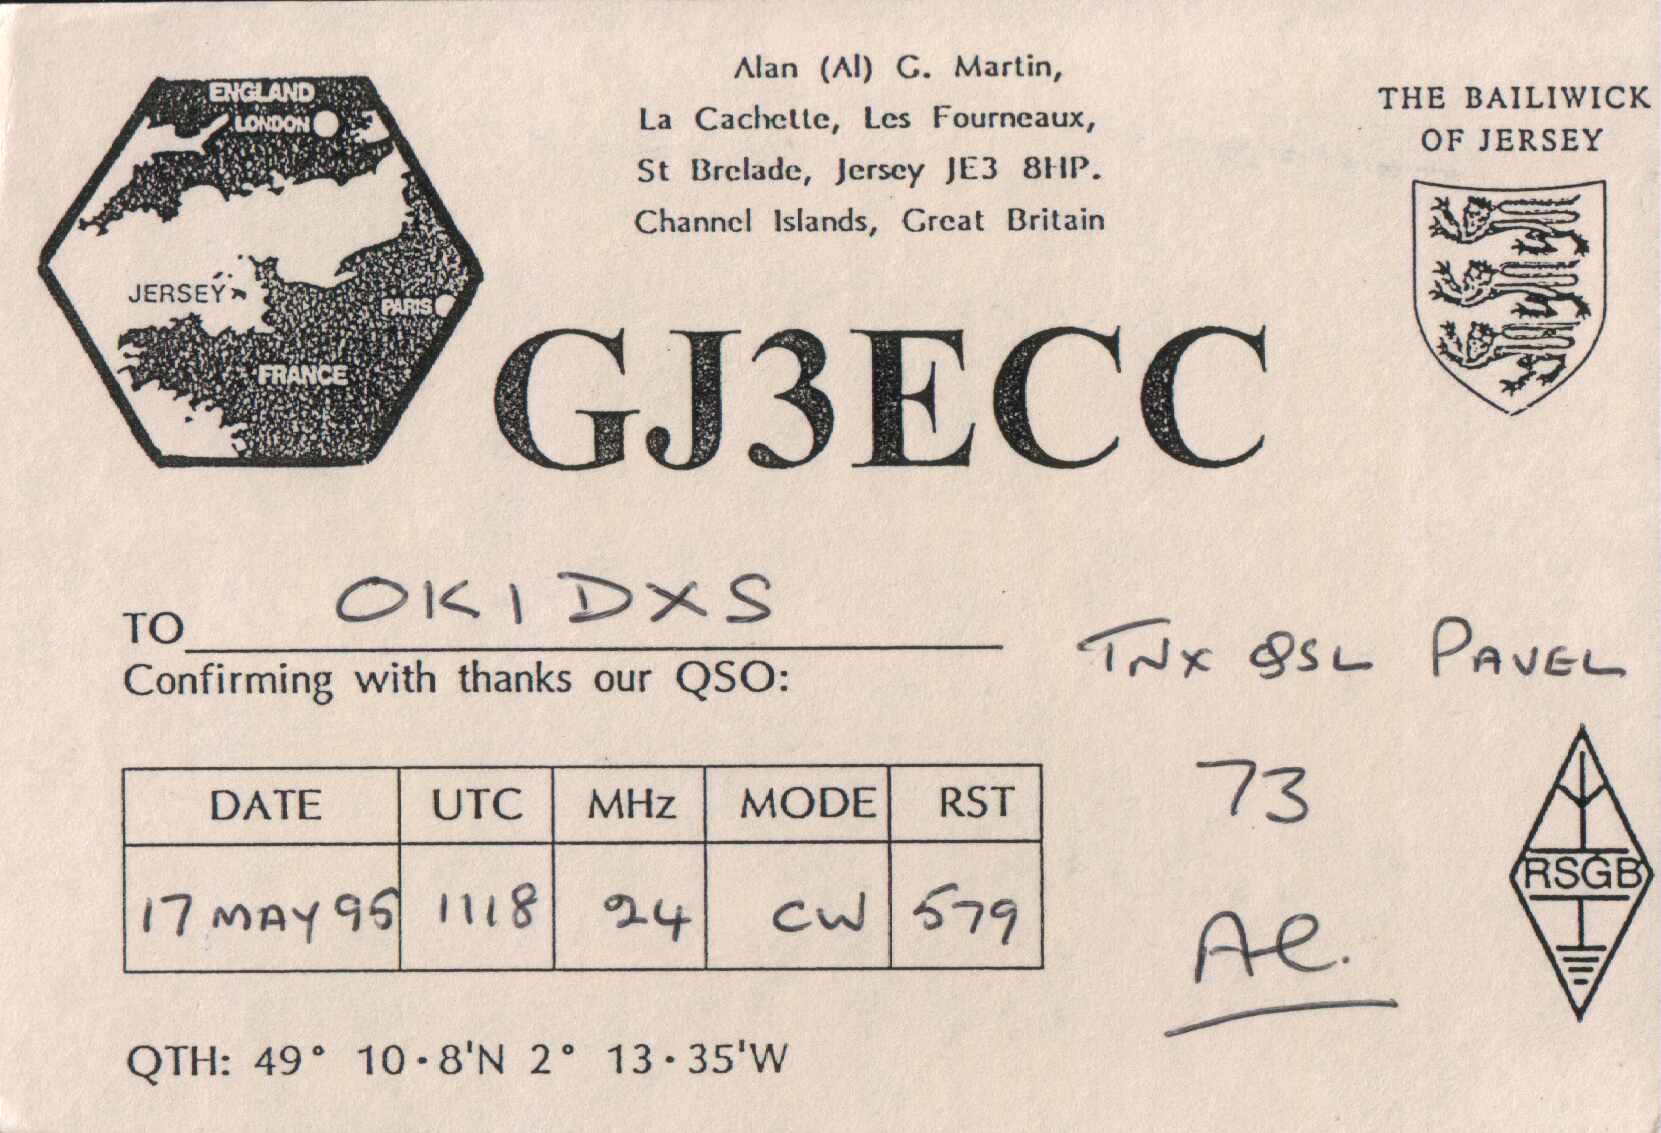 Alan (Al) G. Martin,
La Cachette, Les Fourneaux,
St Brelade, Jersey JE3 8HP.
Channel Islands, Great Britain
THE BAILIWICK
OF JERSEY
ENGLAND
LONDON
JERSEY
PARIS
FRANCE
GJ3ECC
TO OK1DXS
Confirming with thanks our QSO:
TNX QSL PAVEL
73
Al.
DATE UTC MHz MODE RST
17 MAY 95 1118 24 CW 579
RSGB
QTH: 49° 10·8'N 2° 13·35'W